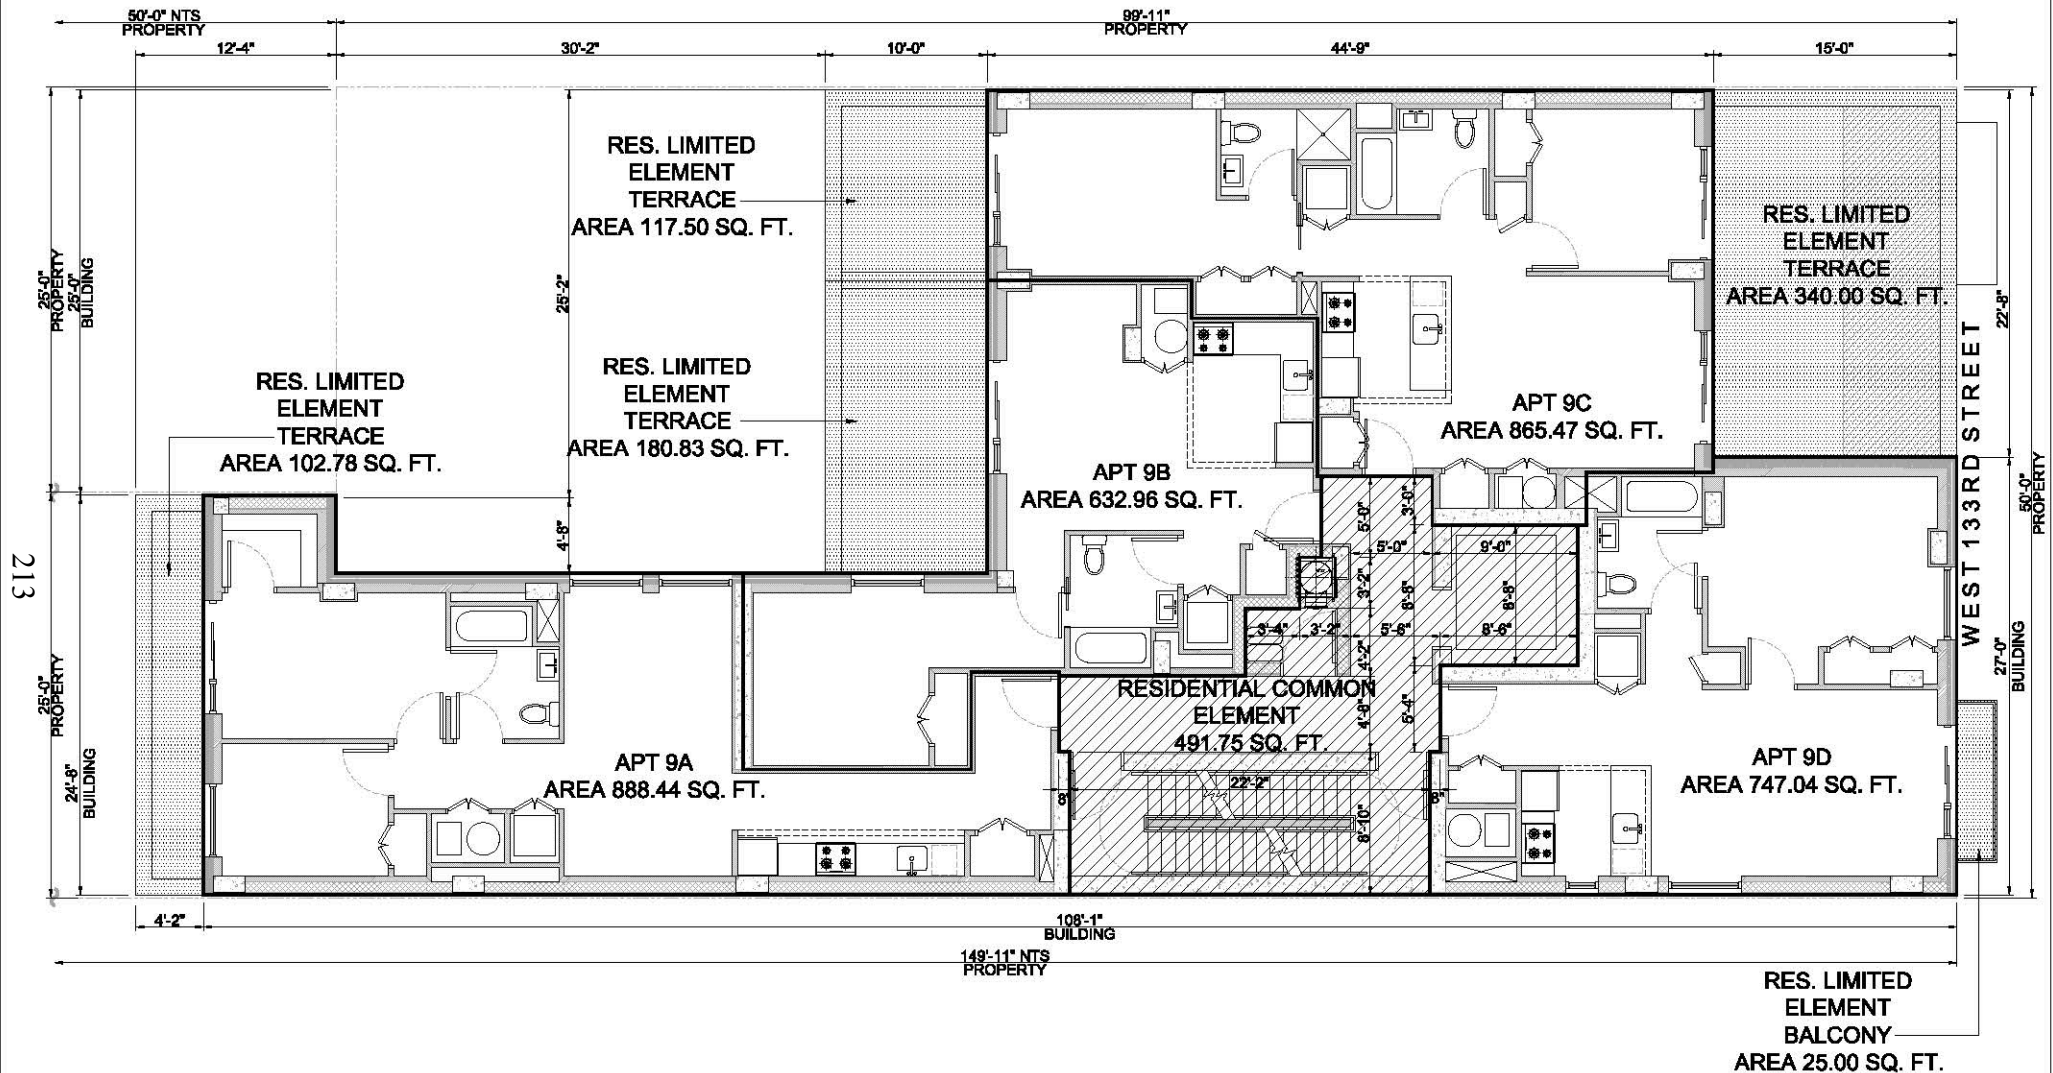 50'-0" NTS
PROPERTY
99'-11"
PROPERTY
12'-4"
30'-2"
10'-0"
44'-9"
15'-0"
RES. LIMITED
ELEMENT
TERRACE
AREA 117.50 SQ. FT.
RES. LIMITED
ELEMENT
TERRACE
AREA 340.00 SQ. FT.
25'-0"
PROPERTY
25'-0"
BUILDING
25'-2"
22'-8"
RES. LIMITED
ELEMENT
TERRACE
AREA 180.83 SQ. FT.
RES. LIMITED
ELEMENT
TERRACE
AREA 102.78 SQ. FT.
WEST 133RD STREET
APT 9C
AREA 865.47 SQ. FT.
APT 9B
AREA 632.96 SQ. FT.
50'-0"
PROPERTY
4'-8"
5'-0"
3'-0"
5'-0"
9'-0"
3'-2"
8'-8"
8'-8"
3'-4"
3'-2"
5'-6"
8'-6"
4'-2"
213
27'-0"
BUILDING
25'-0"
PROPERTY
24'-8"
BUILDING
RESIDENTIAL COMMON
ELEMENT
491.75 SQ. FT.
4'-8"
5'-4"
APT 9A
AREA 888.44 SQ. FT.
APT 9D
AREA 747.04 SQ. FT.
8"
22'-2"
8"
8'-10"
4'-2"
108'-1"
BUILDING
149'-11" NTS
PROPERTY
RES. LIMITED
ELEMENT
BALCONY
AREA 25.00 SQ. FT.